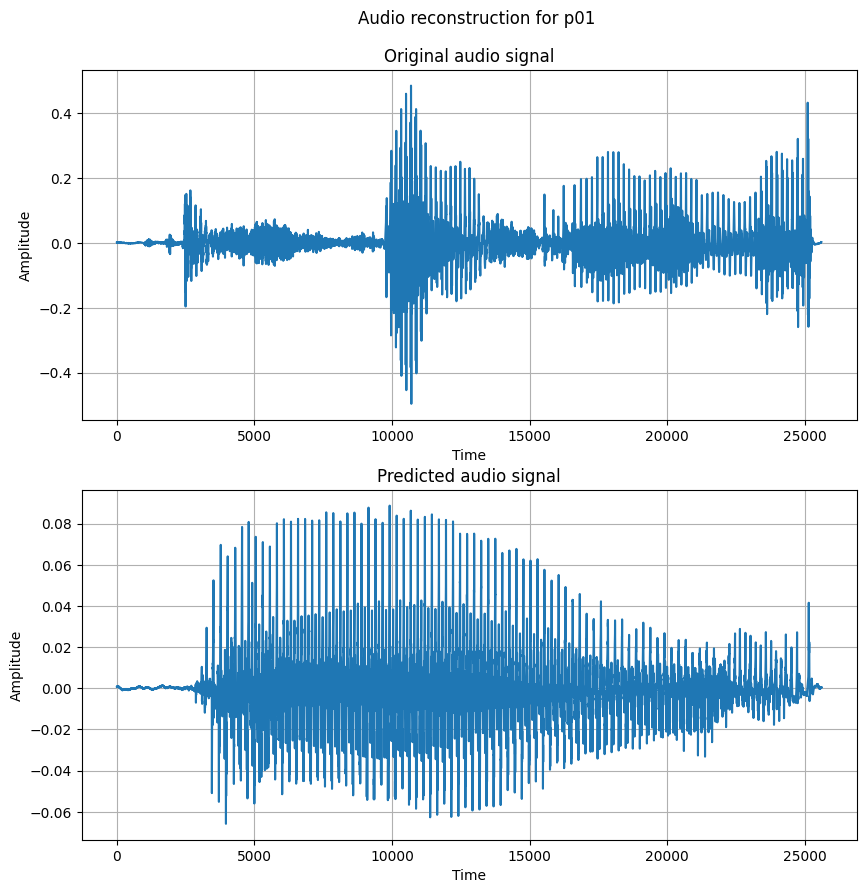 Audio reconstruction for p01
Original audio signal
Amplitude
0.4
0.2
0.0
−0.2
−0.4
0 5000 10000 15000 20000 25000
Time
Predicted audio signal
Amplitude
0.08
0.06
0.04
0.02
0.00
−0.02
−0.04
−0.06
0 5000 10000 15000 20000 25000
Time